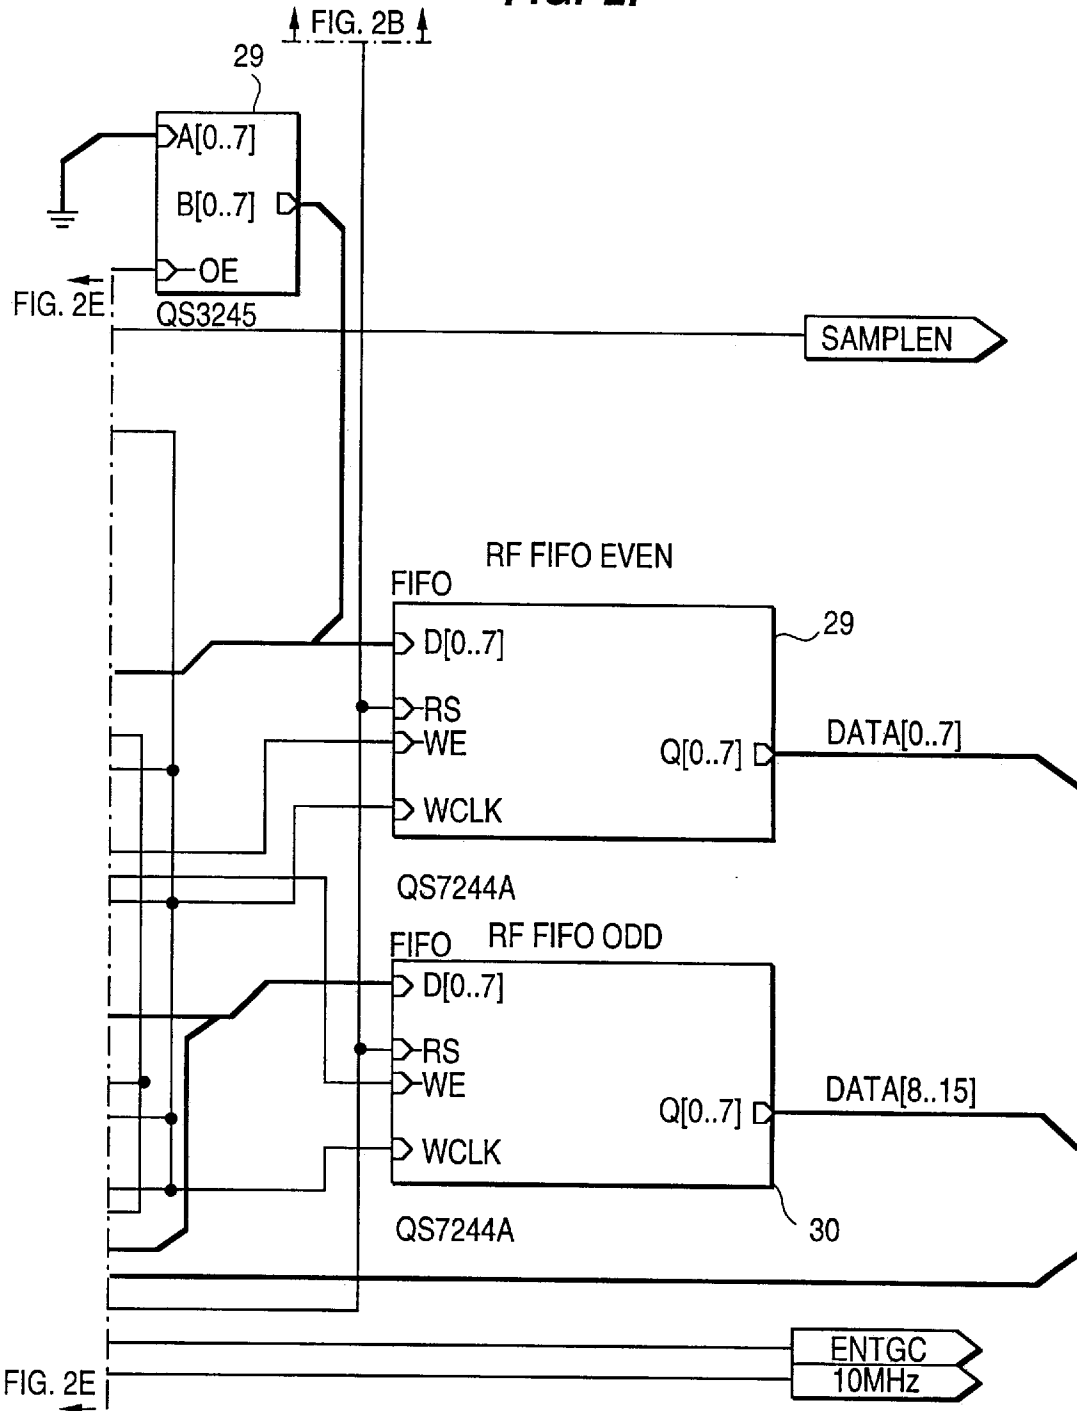 FIG. 2B
29
A[0..7]
B[0..7]
OE
FIG. 2E
QS3245
SAMPLEN
RF FIFO EVEN
FIFO
D[0..7]
29
RS
WE
Q[0..7]
DATA[0..7]
WCLK
QS7244A
RF FIFO ODD
FIFO
D[0..7]
RS
WE
Q[0..7]
DATA[8..15]
WCLK
QS7244A
30
ENTGC
FIG. 2E
10MHz